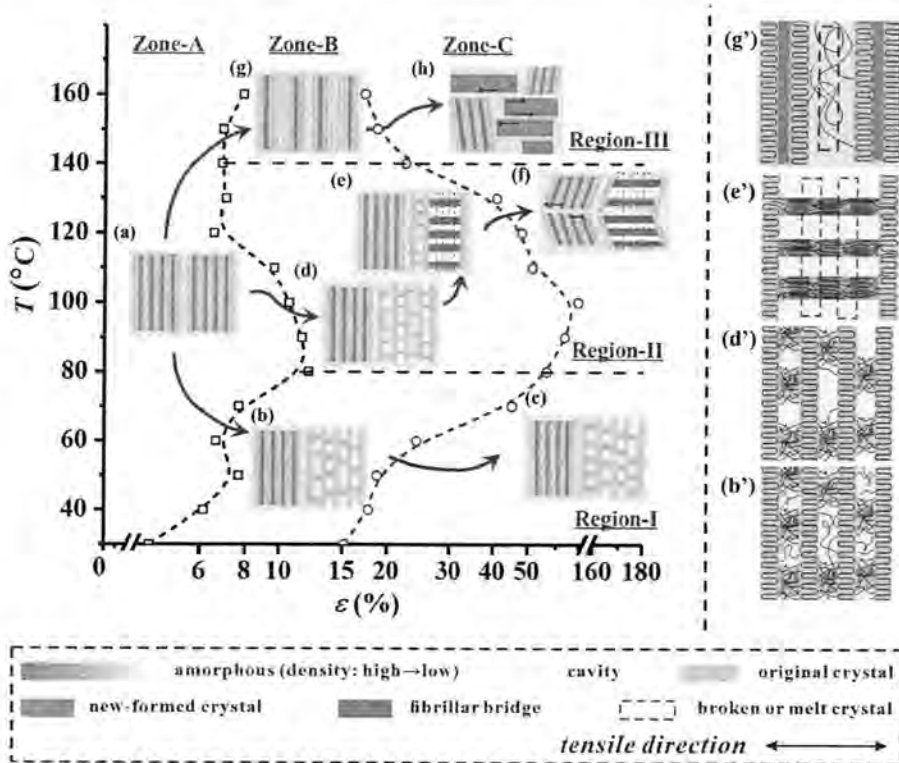 Zone-A Zone-B Zone-C
(g) (h)
160
Region-III
140
(e) (f)
120
(a)
(d)
T (°C)
100
Region-II
80
(b) (c)
60
40
Region-I
0 6 8 10 15 20 30 40 50 160 180
ε (%)
(g’)
(e’)
(d’)
(b’)
amorphous (density: high→low) cavity original crystal
new-formed crystal fibrillar bridge broken or melt crystal
tensile direction